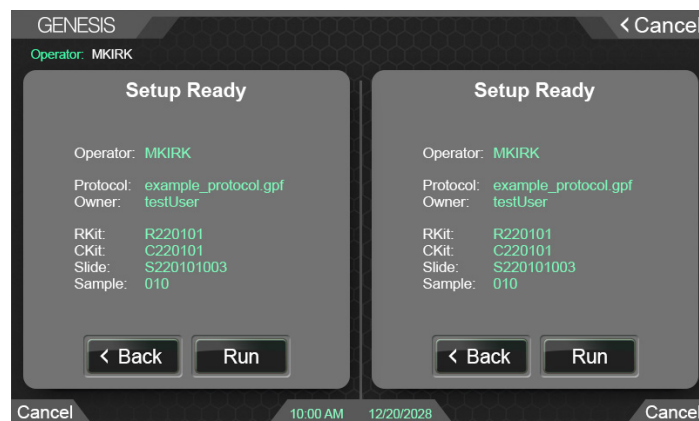 GENESIS
< Cancel
Operator: MKIRK
Setup Ready
Operator: MKIRK
Protocol: example_protocol.gpf
Owner: testUser
RKit: R220101
CKit: C220101
Slide: S220101003
Sample: 010
< Back
Run
Setup Ready
Operator: MKIRK
Protocol: example_protocol.gpf
Owner: testUser
RKit: R220101
CKit: C220101
Slide: S220101003
Sample: 010
< Back
Run
Cancel
10:00 AM 12/20/2028
Cancel